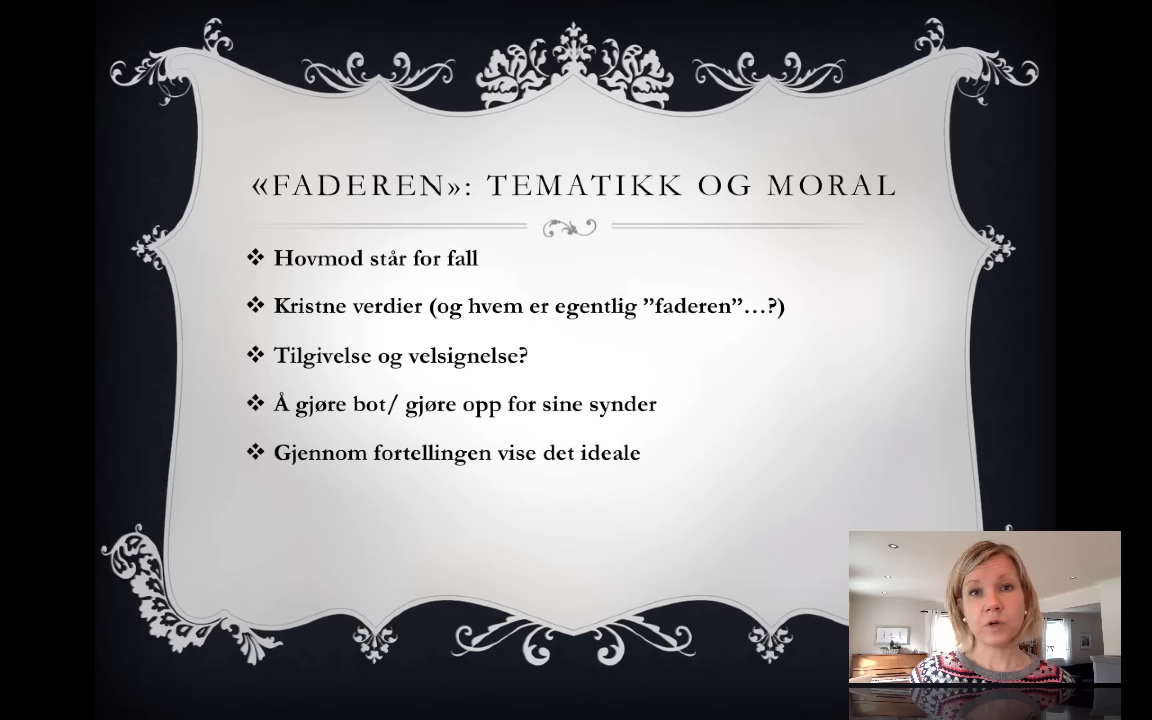 «FADEREN»: TEMATIKK OG MORAL
Hovmod står for fall
Kristne verdier (og hvem er egentlig ”faderen”...?)
Tilgivelse og velsignelse?
Å gjøre bot/ gjøre opp for sine synder
Gjennom fortellingen vise det ideale